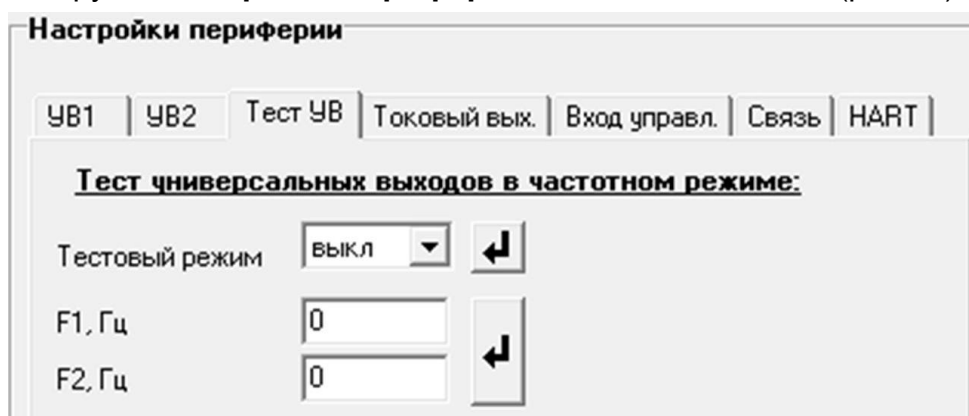 Настройки периферии
УВ1 УВ2 Тест УВ Токовый вых. Вход управл. Связь HART
Тест универсальных выходов в частотном режиме:
Тестовый режим выкл
F1, Гц 0
F2, Гц 0